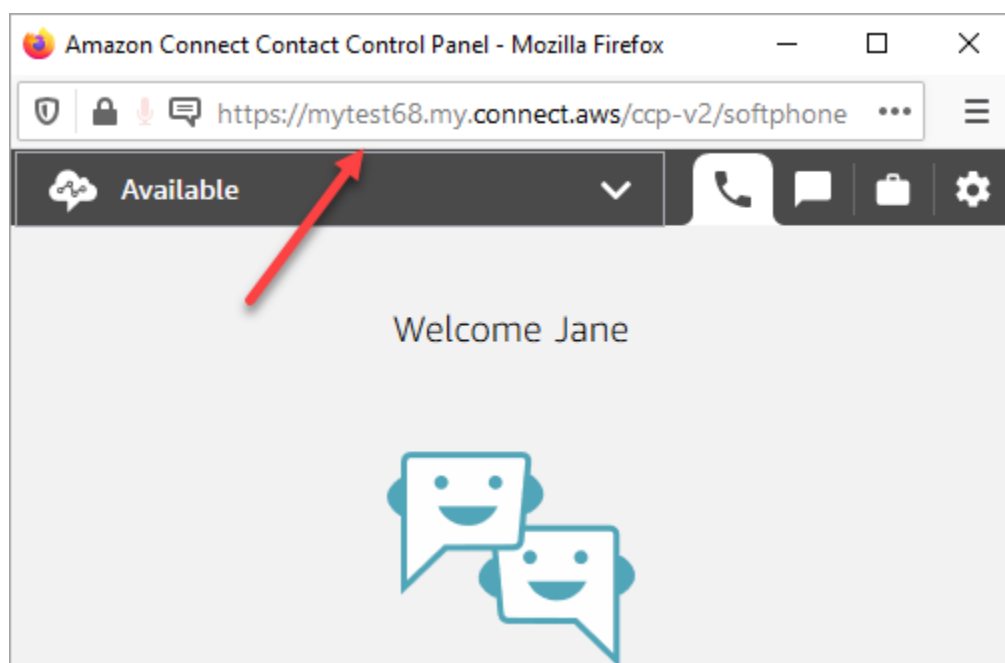 Amazon Connect Contact Control Panel - Mozilla Firefox
https://mytest68.my.connect.aws/ccp-v2/softphone
Available
Welcome Jane